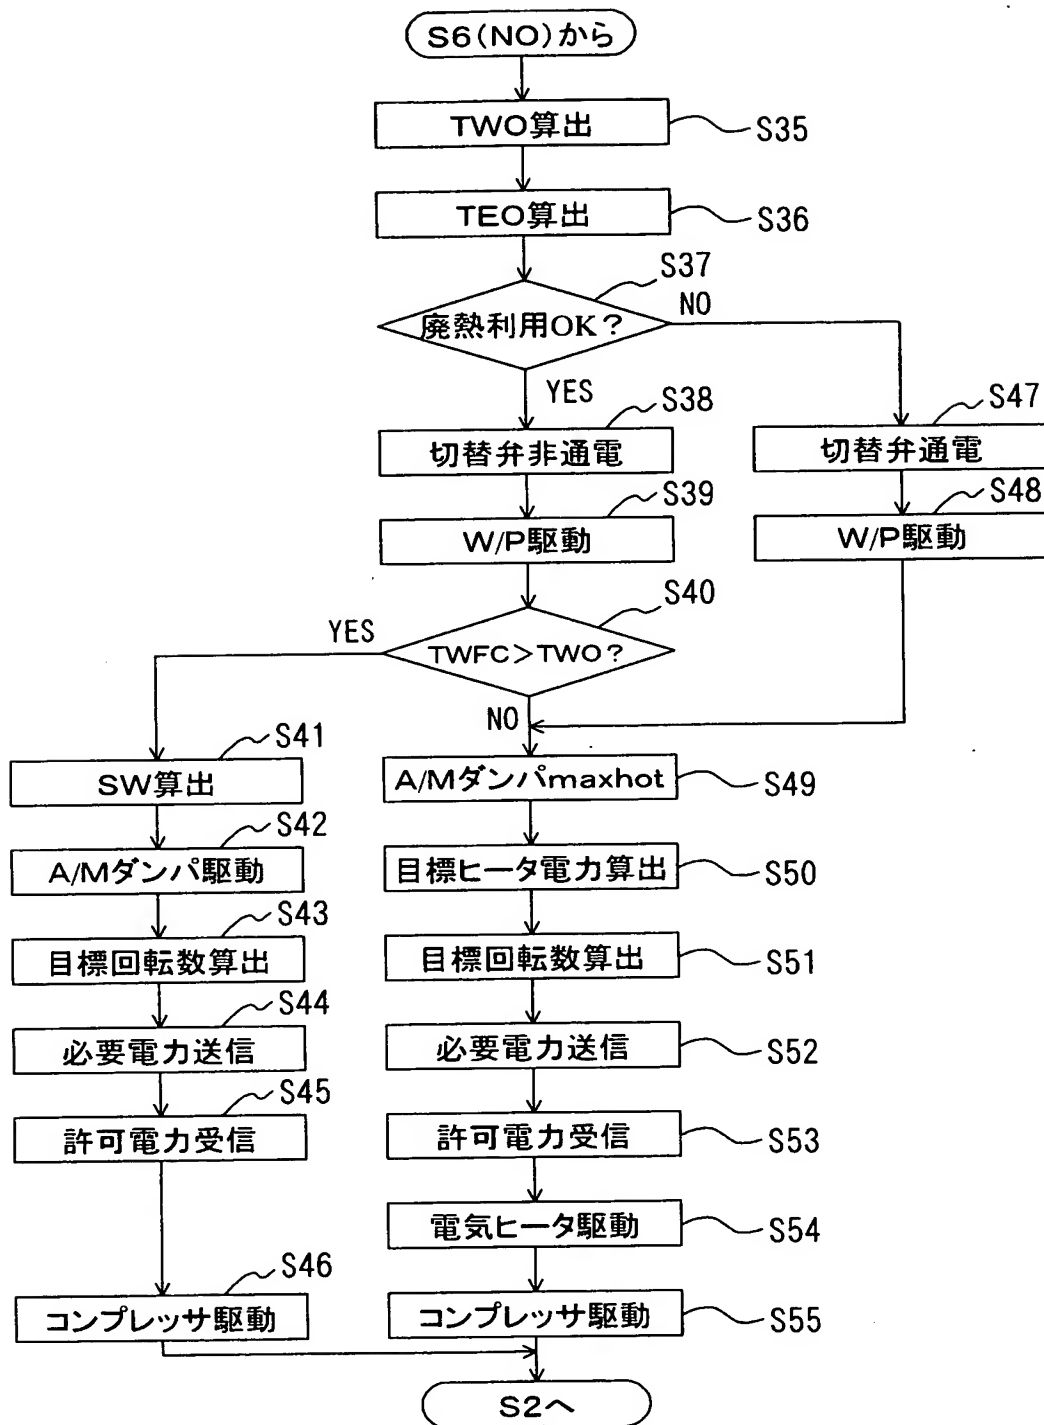 S6(NO)から
TWO算出
S35
TEO算出
S36
S37
廃熱利用OK?
NO
YES
S38
切替弁非通電
S47
切替弁通電
S39
W/P駆動
S48
W/P駆動
S40
TWFC>TWO?
YES
NO
S41
SW算出
S42
A/Mダンパ駆動
S43
目標回転数算出
S44
必要電力送信
S45
許可電力受信
S46
コンプレッサ駆動
A/Mダンパmaxhot
S49
目標ヒータ電力算出
S50
目標回転数算出
S51
必要電力送信
S52
許可電力受信
S53
電気ヒータ駆動
S54
コンプレッサ駆動
S55
S2へ